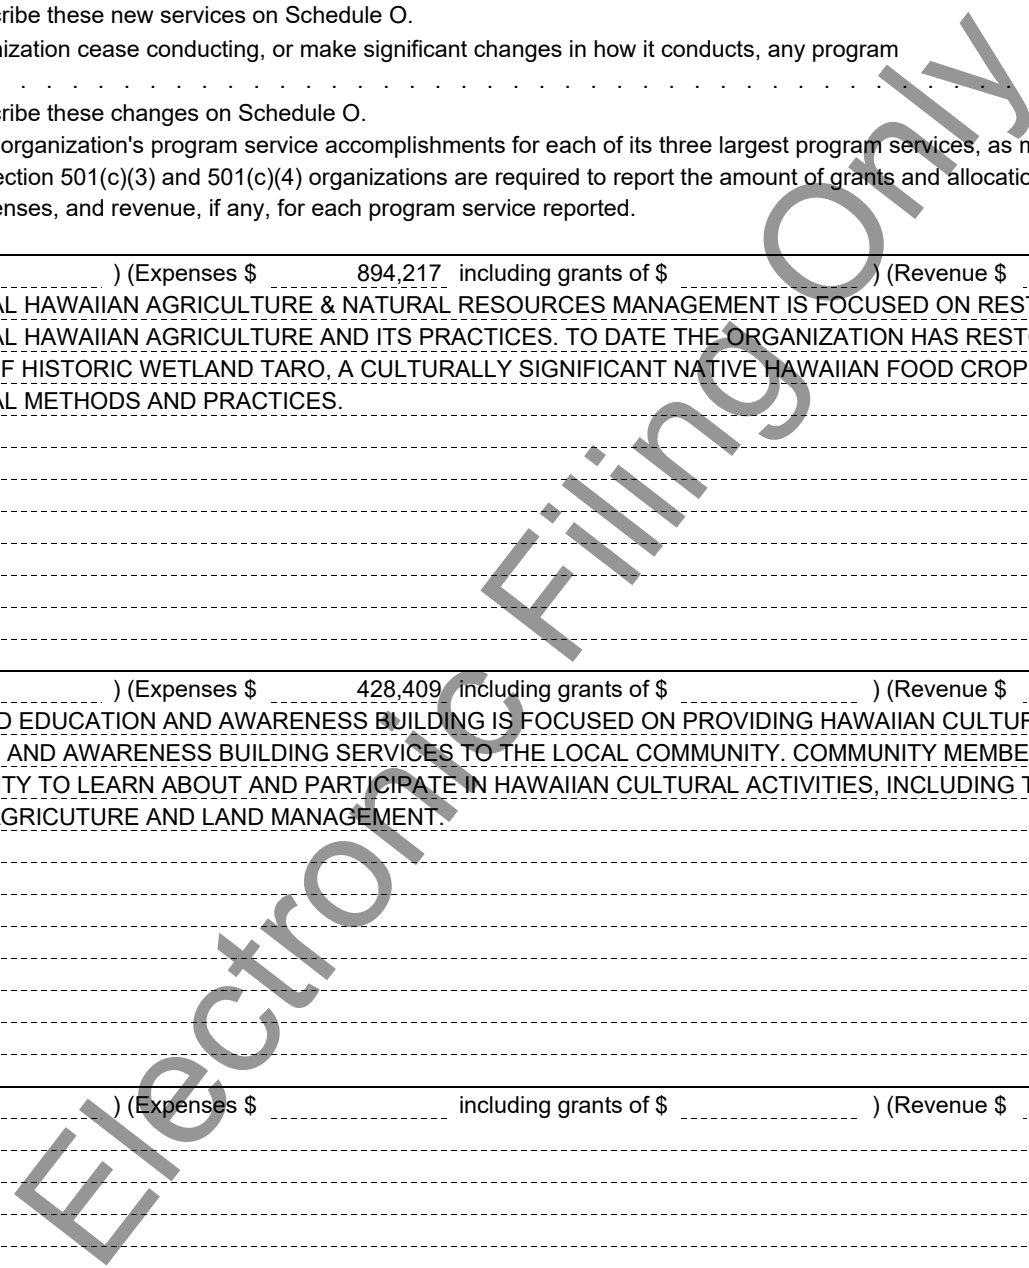 ribe these new services on Schedule O.
nization cease conducting, or make significant changes in how it conducts, any program
. . . . . . . . . . . . . . . . . . . . . . . . . . . . . . . . . . . . . . .
ribe these changes on Schedule O.
organization's program service accomplishments for each of its three largest program services, as m
ection 501(c)(3) and 501(c)(4) organizations are required to report the amount of grants and allocatio
enses, and revenue, if any, for each program service reported.
) (Expenses $ 894,217 including grants of $ ) (Revenue $
AL HAWAIIAN AGRICULTURE & NATURAL RESOURCES MANAGEMENT IS FOCUSED ON REST
AL HAWAIIAN AGRICULTURE AND ITS PRACTICES. TO DATE THE ORGANIZATION HAS REST
F HISTORIC WETLAND TARO, A CULTURALLY SIGNIFICANT NATIVE HAWAIIAN FOOD CROP
AL METHODS AND PRACTICES.
) (Expenses $ 428,409 including grants of $ ) (Revenue $
D EDUCATION AND AWARENESS BUILDING IS FOCUSED ON PROVIDING HAWAIIAN CULTUR
AND AWARENESS BUILDING SERVICES TO THE LOCAL COMMUNITY. COMMUNITY MEMBE
TY TO LEARN ABOUT AND PARTICIPATE IN HAWAIIAN CULTURAL ACTIVITIES, INCLUDING T
AGRICUTURE AND LAND MANAGEMENT.
) (Expenses $ including grants of $ ) (Revenue $
Electronic Filing Only